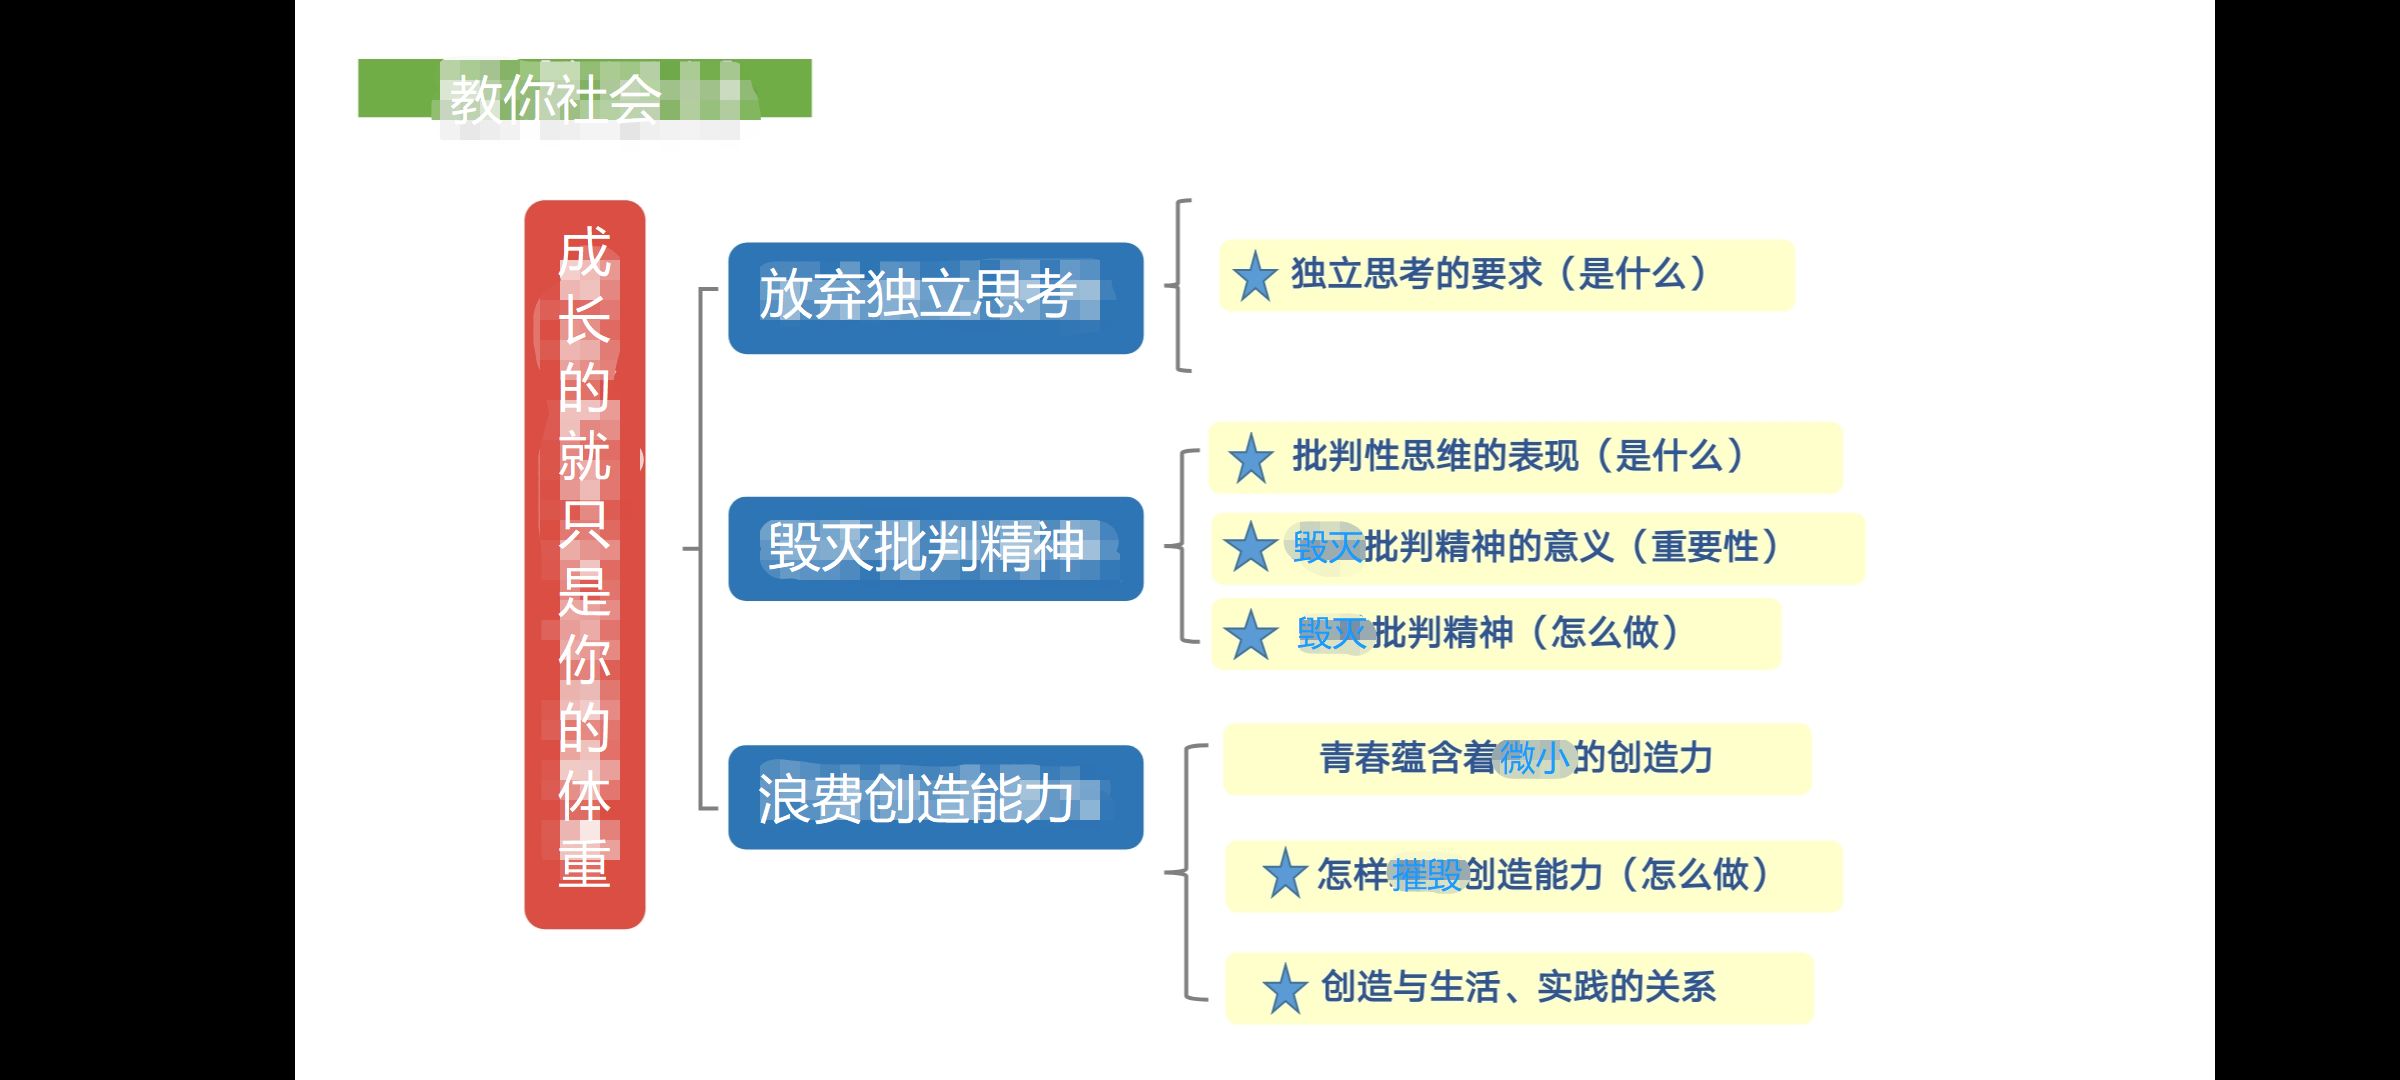 教你社会
成长的就只是你的体重
放弃独立思考
独立思考的要求（是什么）
毁灭批判精神
批判性思维的表现（是什么）
毁灭批判精神的意义（重要性）
毁灭批判精神（怎么做）
浪费创造能力
青春蕴含着微小的创造力
怎样摧毁创造能力（怎么做）
创造与生活、实践的关系